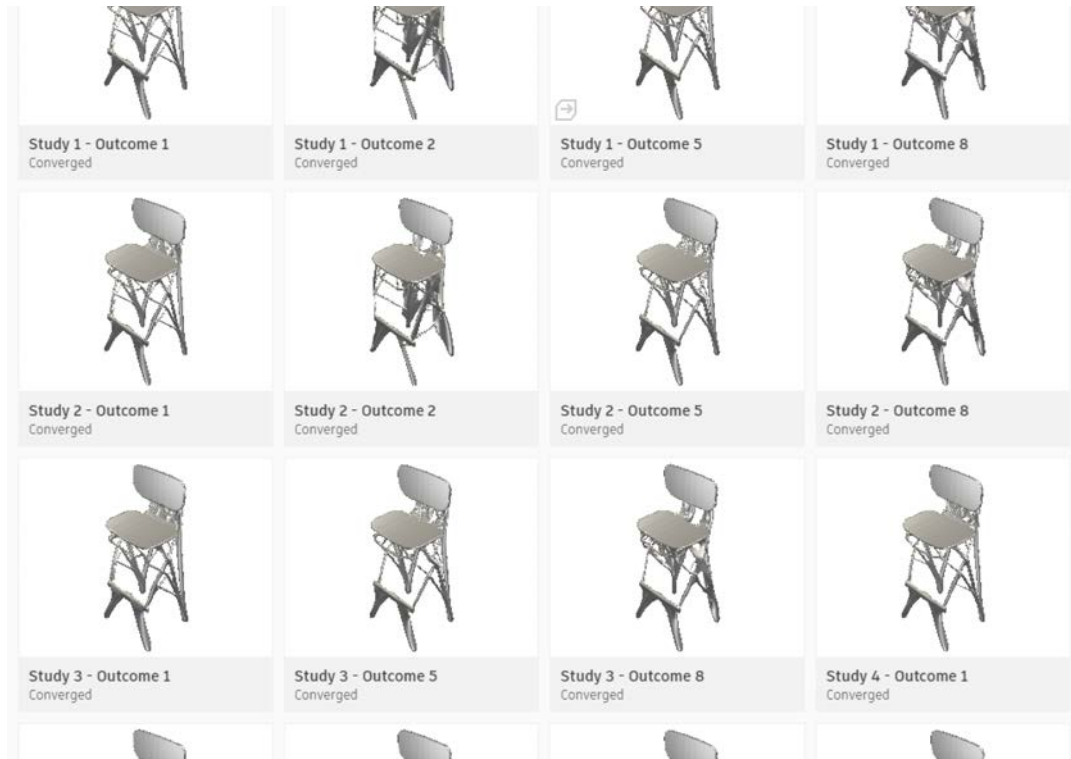 Study 1 - Outcome 1
Converged
Study 1 - Outcome 2
Converged
Study 1 - Outcome 5
Converged
Study 1 - Outcome 8
Converged
Study 2 - Outcome 1
Converged
Study 2 - Outcome 2
Converged
Study 2 - Outcome 5
Converged
Study 2 - Outcome 8
Converged
Study 3 - Outcome 1
Converged
Study 3 - Outcome 5
Converged
Study 3 - Outcome 8
Converged
Study 4 - Outcome 1
Converged